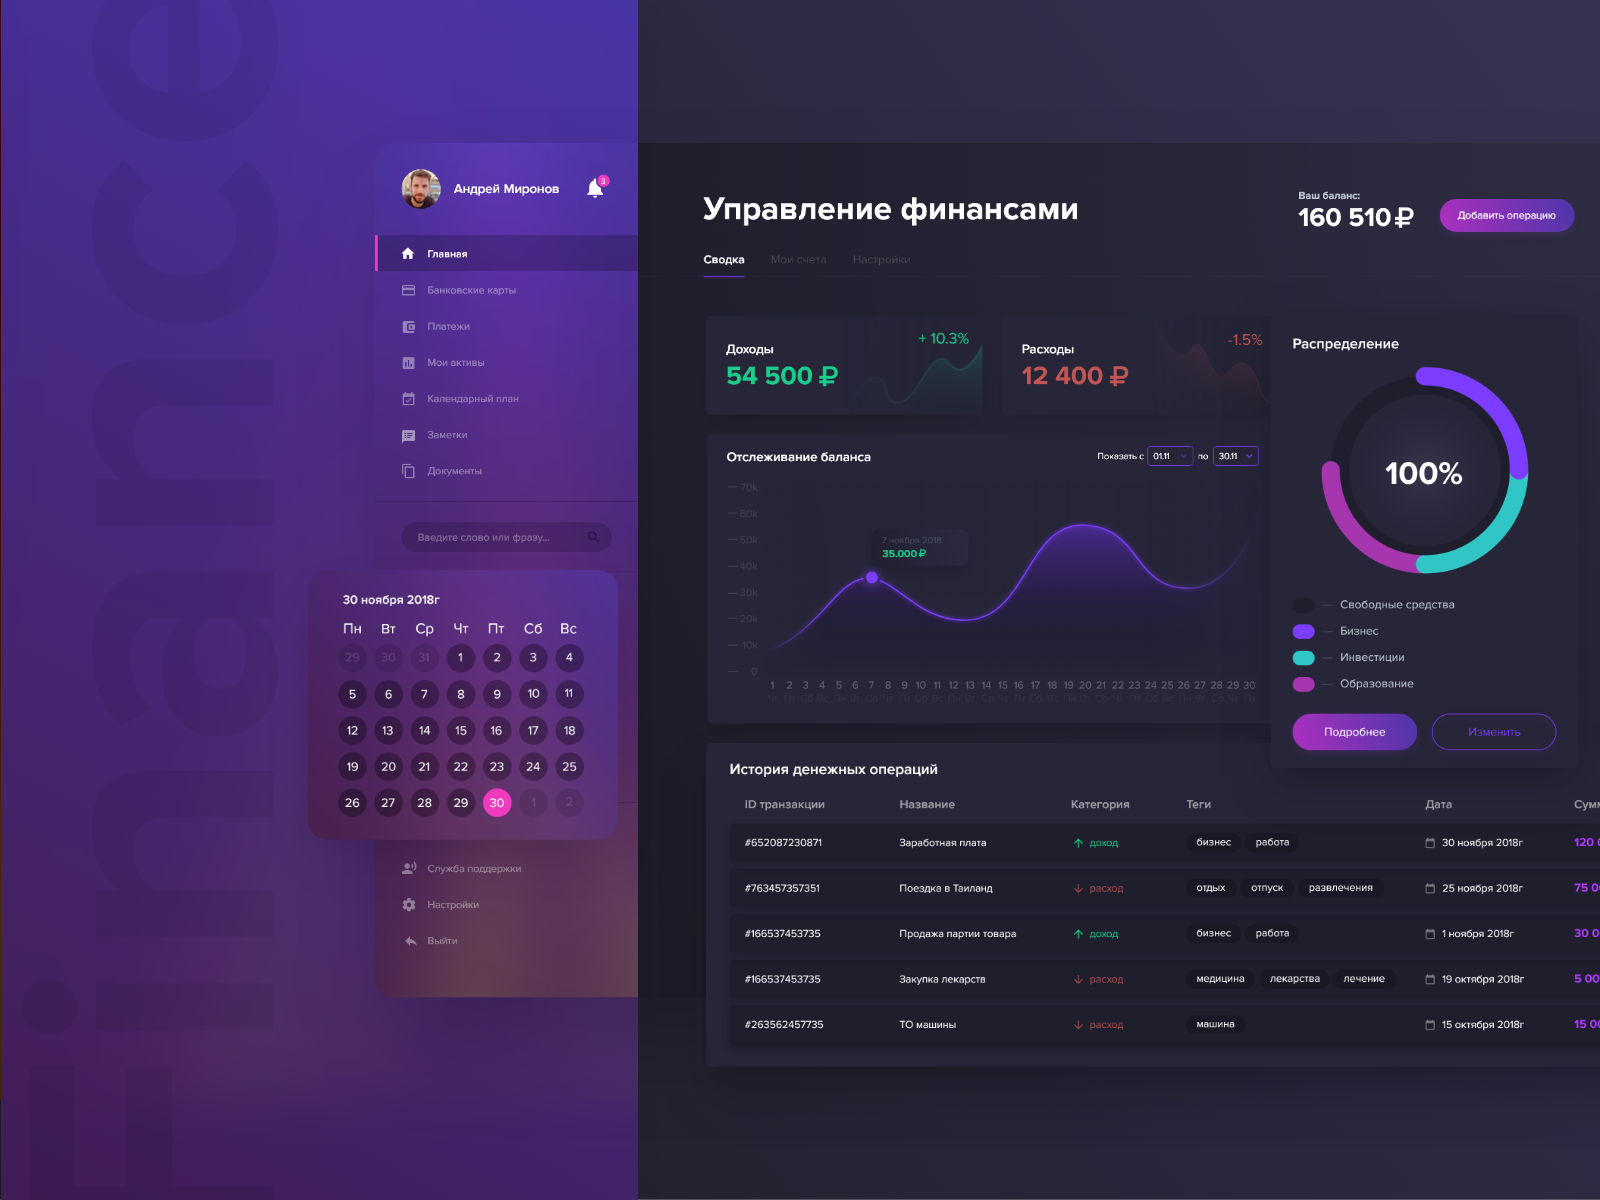 finance
Андрей Миронов
3
Главная
Банковские карты
Платежи
Мои активы
Календарный план
Заметки
Документы
Введите слово или фразу...
30 ноября 2018г
Пн Вт Ср Чт Пт Сб Вс
29 30 31 1 2 3 4
5 6 7 8 9 10 11
12 13 14 15 16 17 18
19 20 21 22 23 24 25
26 27 28 29 30 1 2
Служба поддержки
Настройки
Выйти
Управление финансами
Ваш баланс:
160 510 ₽
Добавить операцию
Сводка Мои счета Настройки
Доходы
54 500 ₽
+ 10.3%
Расходы
12 400 ₽
-1.5%
Отслеживание баланса
Показать с 01.11 по 30.11
70k
60k
50k
40k
30k
20k
10k
0
7 ноября 2018
35.000 ₽
1 2 3 4 5 6 7 8 9 10 11 12 13 14 15 16 17 18 19 20 21 22 23 24 25 26 27 28 29 30
Распределение
100%
— Свободные средства
— Бизнес
— Инвестиции
— Образование
Подробнее
Изменить
История денежных операций
ID транзакции Название Категория Теги Дата
#652087230871 Заработная плата доход бизнес работа 30 ноября 2018г 120
#763457357351 Поездка в Таиланд расход отдых отпуск развлечения 25 ноября 2018г 75
#166537453735 Продажа партии товара доход бизнес работа 1 ноября 2018г 30
#166537453735 Закупка лекарств расход медицина лекарства лечение 19 октября 2018г 5
#263562457735 ТО машины расход машина 15 октября 2018г 15